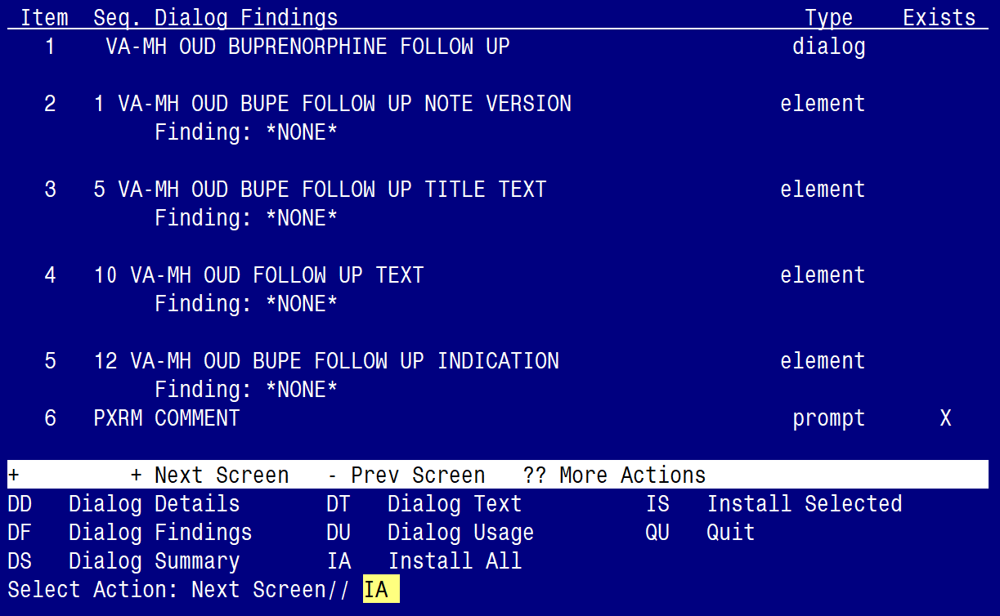 Item Seq. Dialog Findings Type Exists
1 VA-MH OUD BUPRENORPHINE FOLLOW UP dialog
2 1 VA-MH OUD BUPE FOLLOW UP NOTE VERSION element
Finding: *NONE*
3 5 VA-MH OUD BUPE FOLLOW UP TITLE TEXT element
Finding: *NONE*
4 10 VA-MH OUD FOLLOW UP TEXT element
Finding: *NONE*
5 12 VA-MH OUD BUPE FOLLOW UP INDICATION element
Finding: *NONE*
6 PXRM COMMENT prompt X
+ + Next Screen - Prev Screen ?? More Actions
DD Dialog Details DT Dialog Text IS Install Selected
DF Dialog Findings DU Dialog Usage QU Quit
DS Dialog Summary IA Install All
Select Action: Next Screen// IA